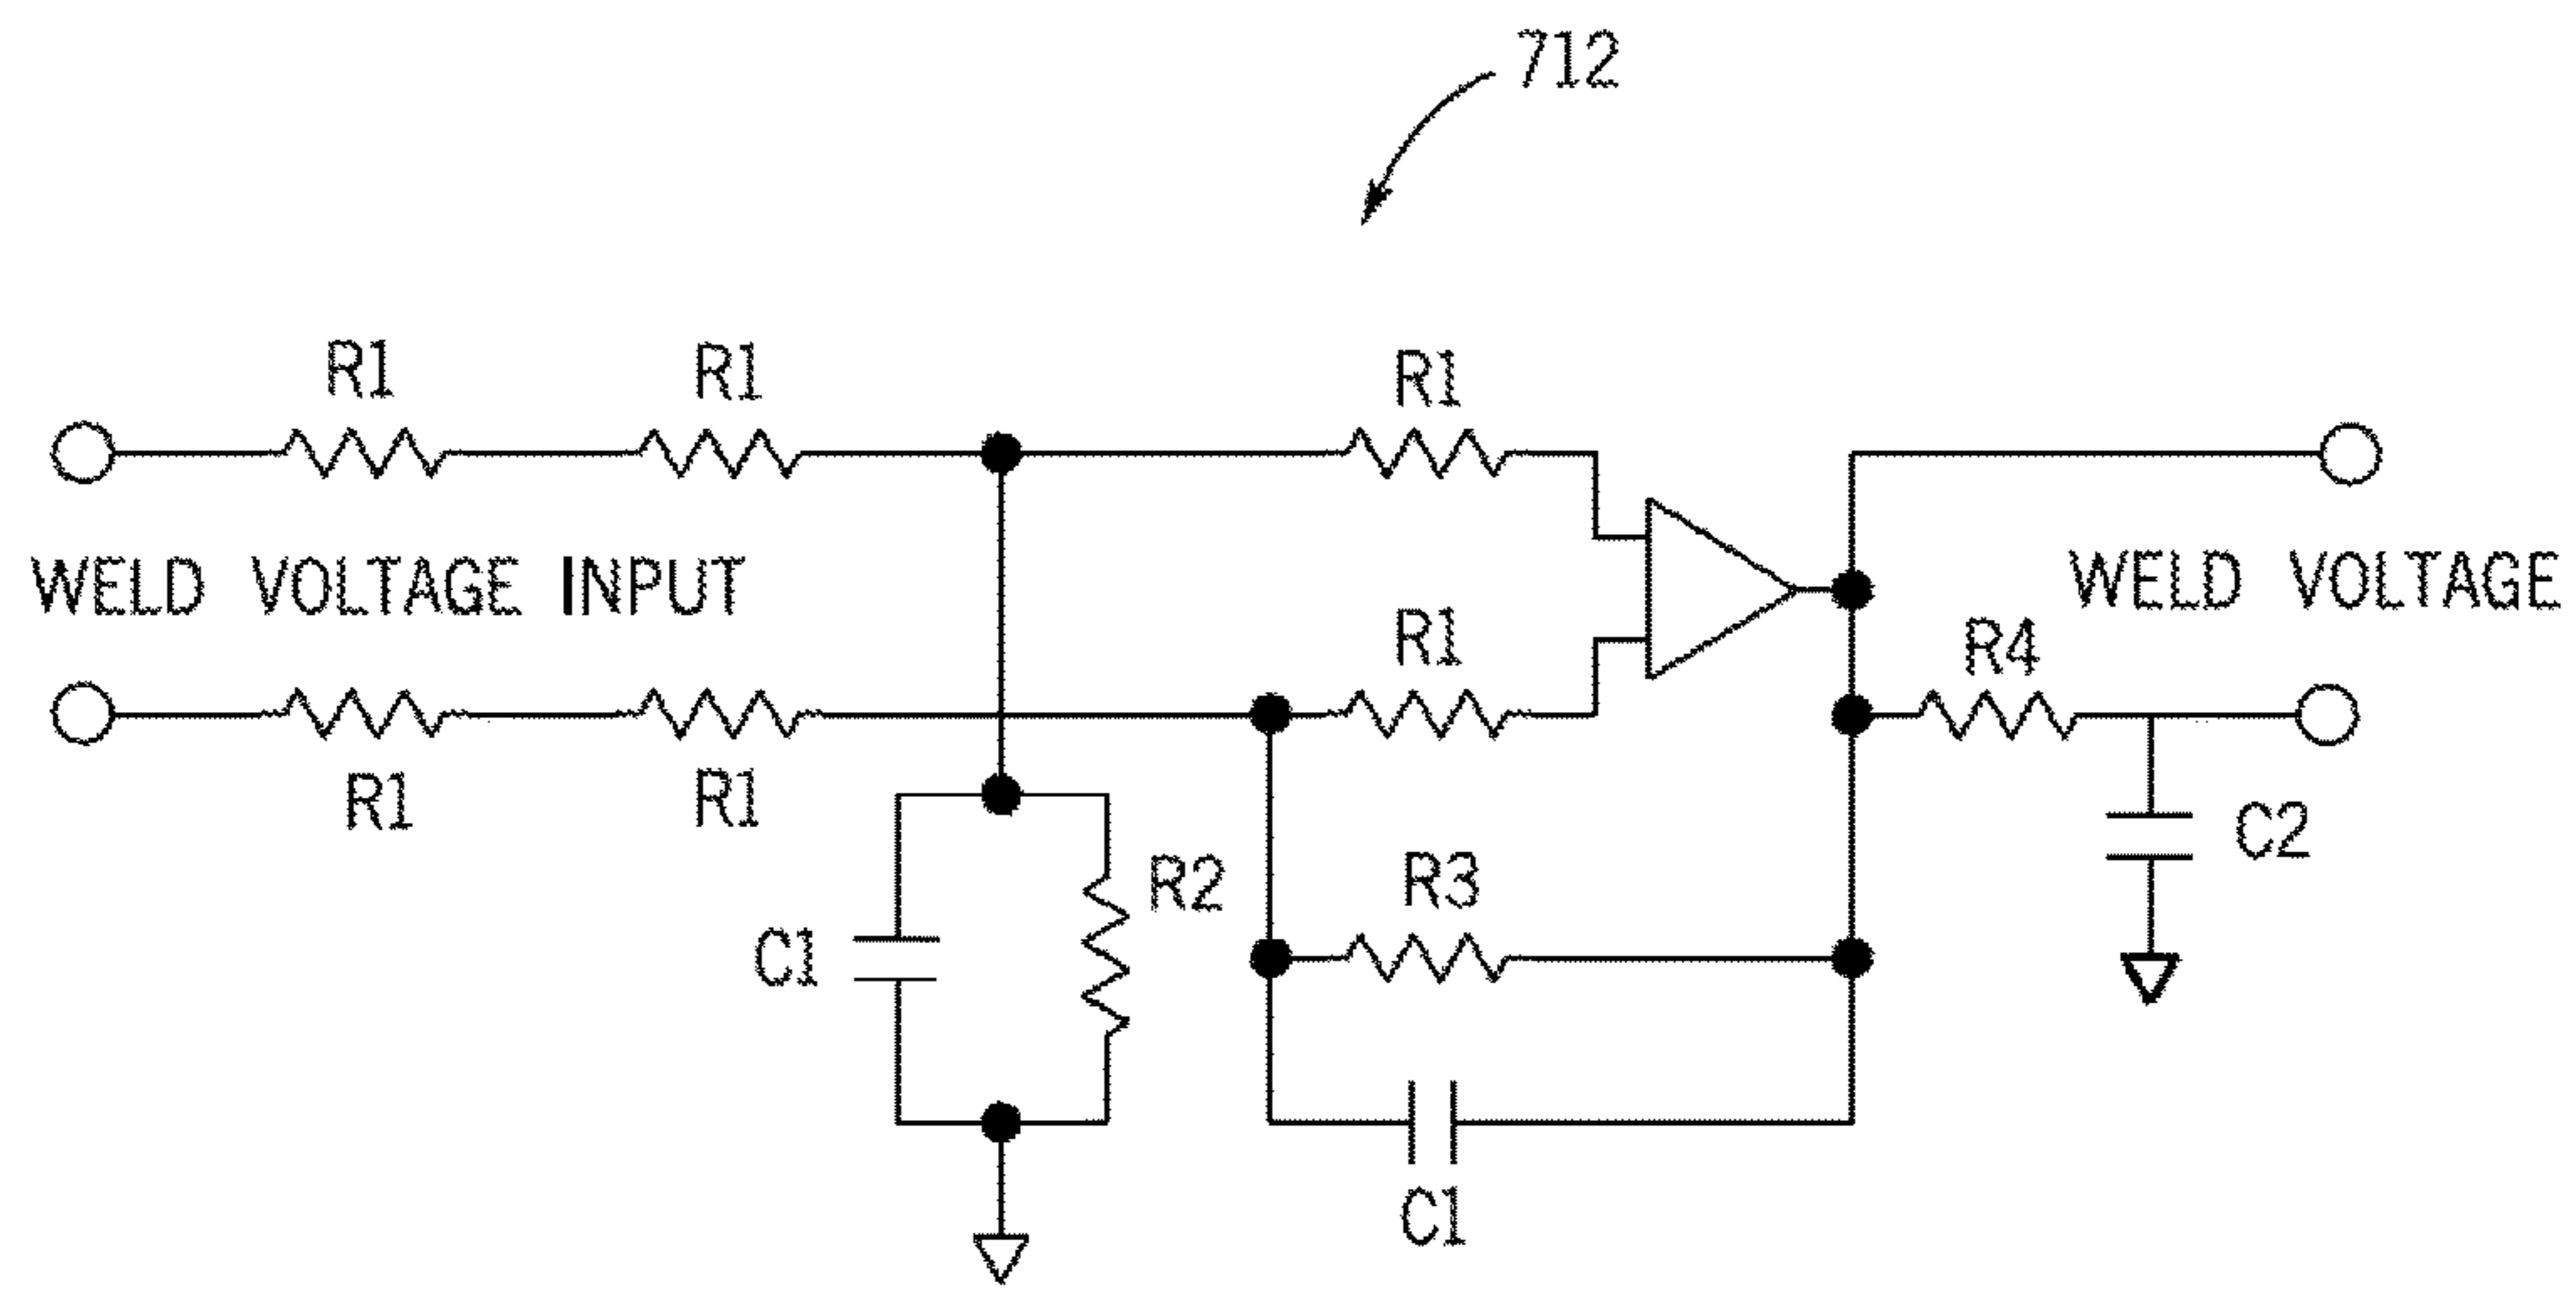 712
R1
R1
R1
WELD VOLTAGE INPUT
WELD VOLTAGE
R1
R4
R1
R1
C2
R3
R2
C1
C1